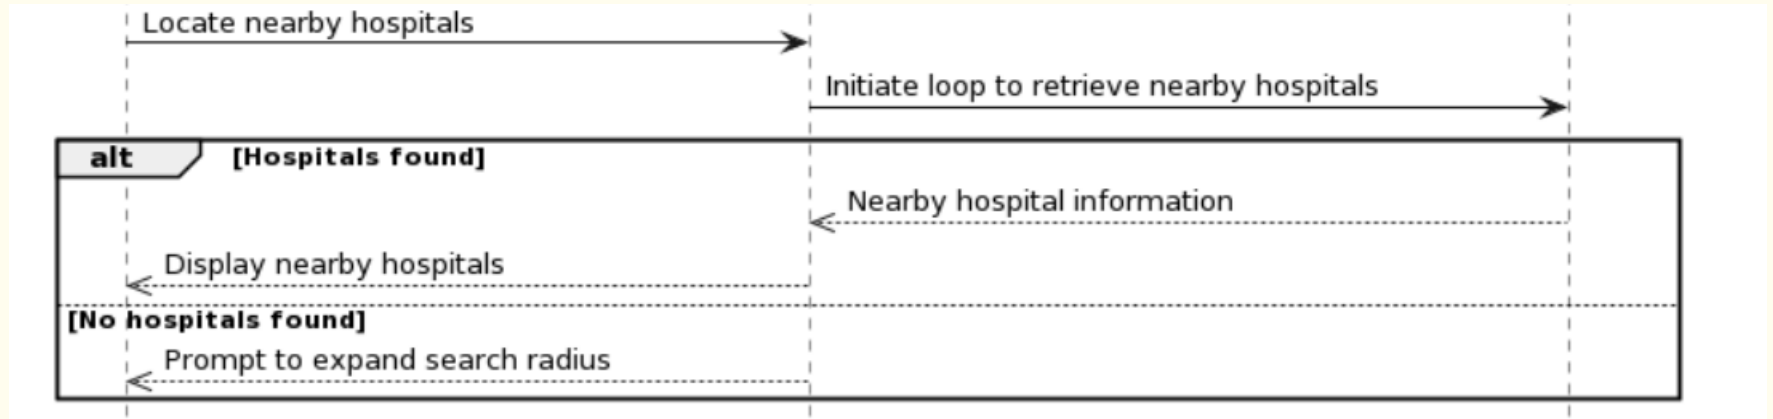 Locate nearby hospitals
Initiate loop to retrieve nearby hospitals
alt [Hospitals found]
Nearby hospital information
Display nearby hospitals
[No hospitals found]
Prompt to expand search radius